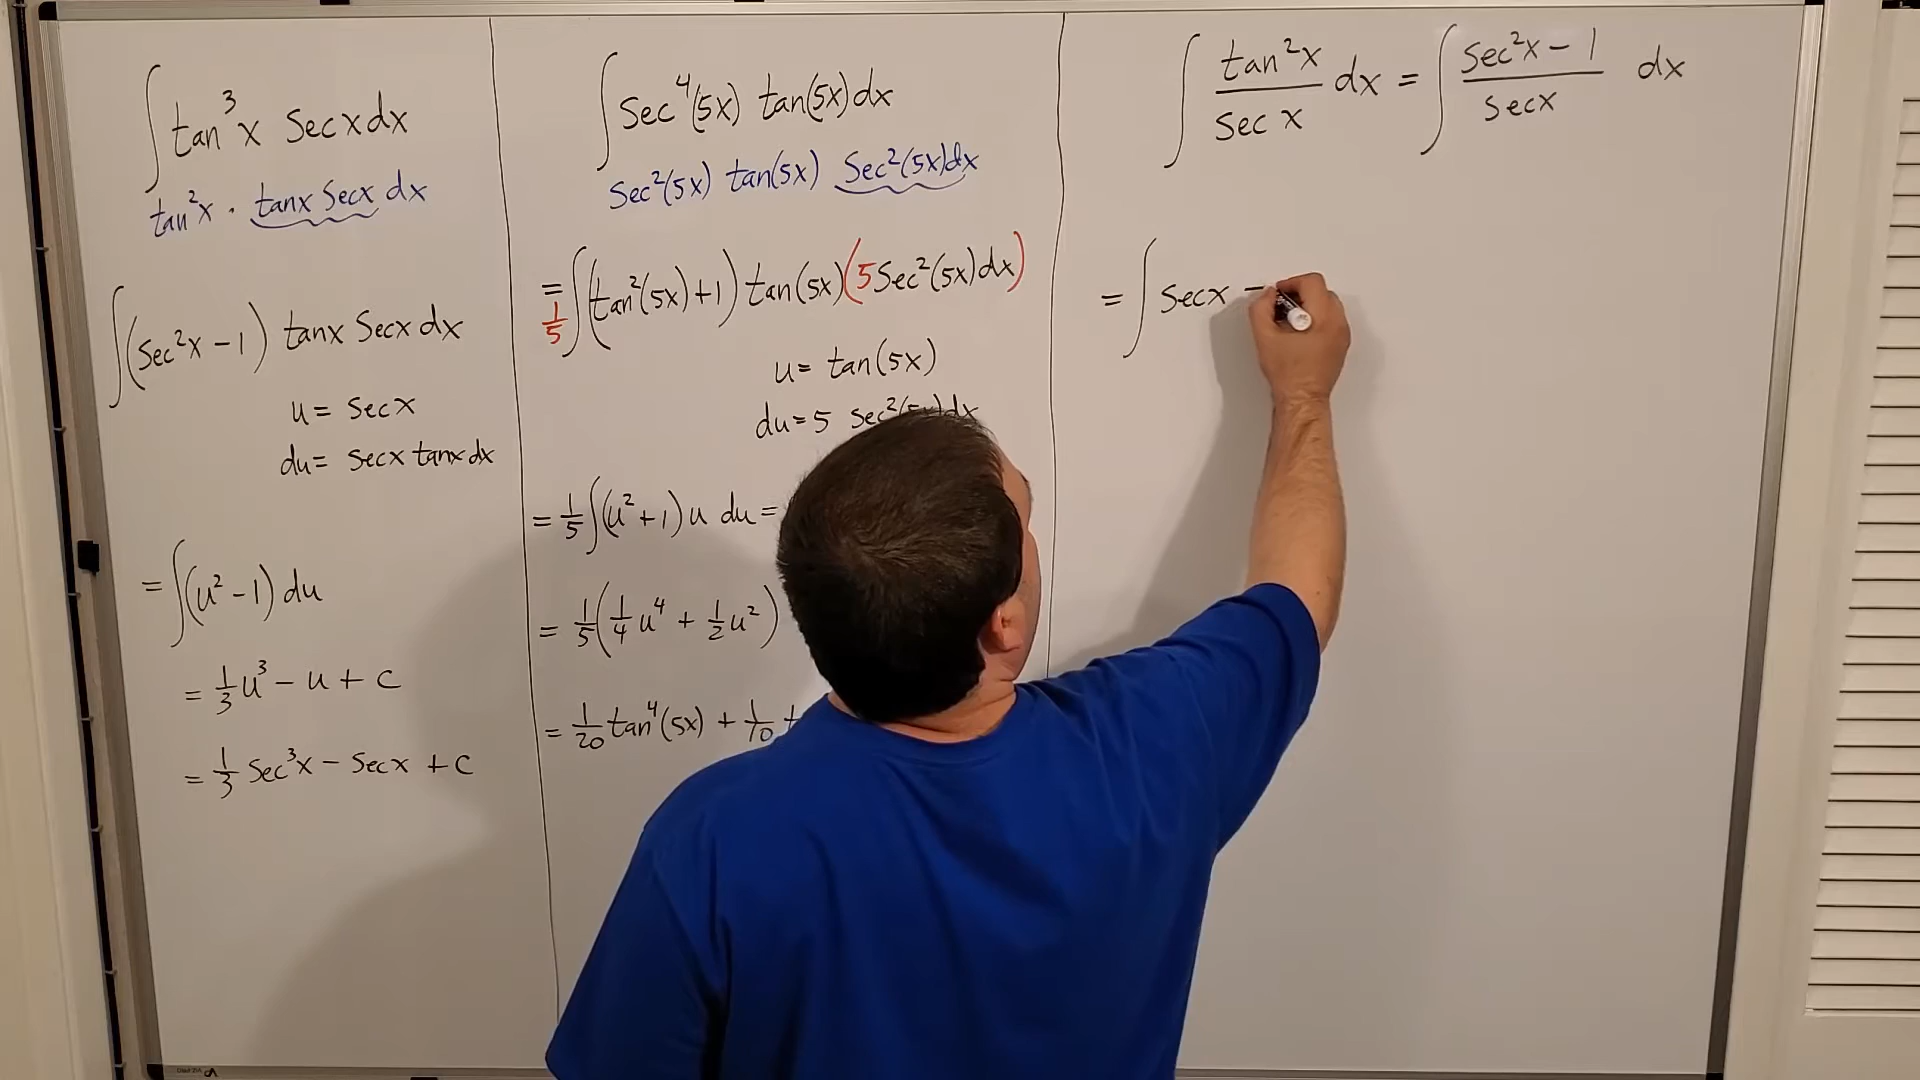 ∫ tan³x secx dx
tan²x · tanx secx dx
∫ (sec²x − 1) tanx secx dx
u = secx
du = secx tanx dx
= ∫ (u² − 1) du
= 1/3 u³ − u + c
= 1/3 sec³x − secx + c
∫ sec⁴(5x) tan(5x) dx
sec²(5x) tan(5x) sec²(5x)dx
= 1/5 ∫ (tan²(5x) + 1) tan(5x) (5 sec²(5x) dx)
u = tan(5x)
du = 5 sec²(5x) dx
= 1/5 ∫ (u² + 1) u du =
= 1/5 (1/4 u⁴ + 1/2 u²)
= 1/20 tan⁴(5x) + 1/10
∫ tan²x / sec x dx = ∫ sec²x − 1 / secx dx
= ∫ secx −